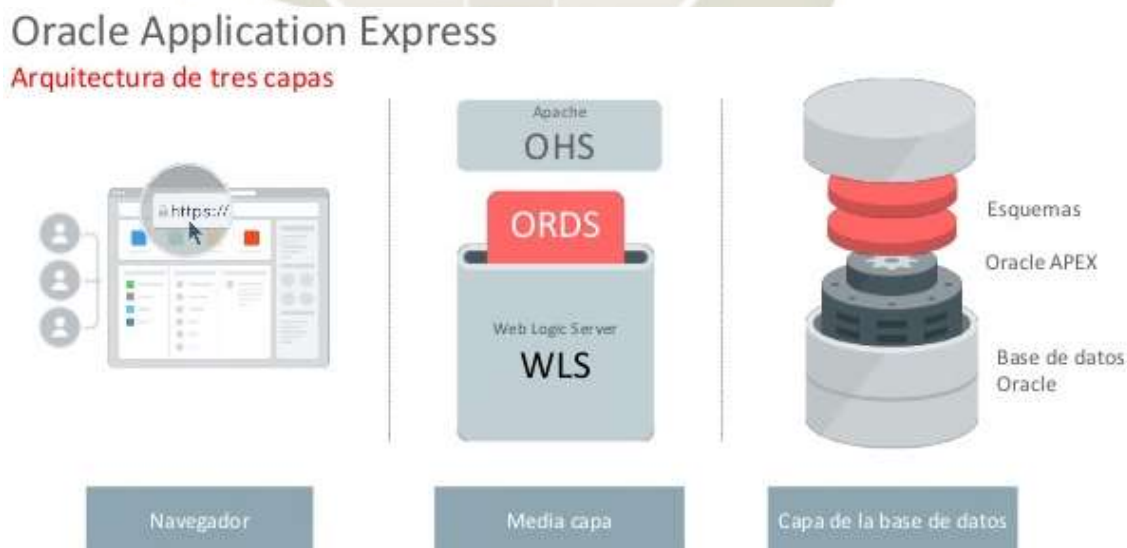 Oracle Application Express
Arquitectura de tres capas
https://
Apache
OHS
ORDS
Web Logic Server
WLS
Esquemas
Oracle APEX
Base de datos
Oracle
Navegador
Media capa
Capa de la base de datos